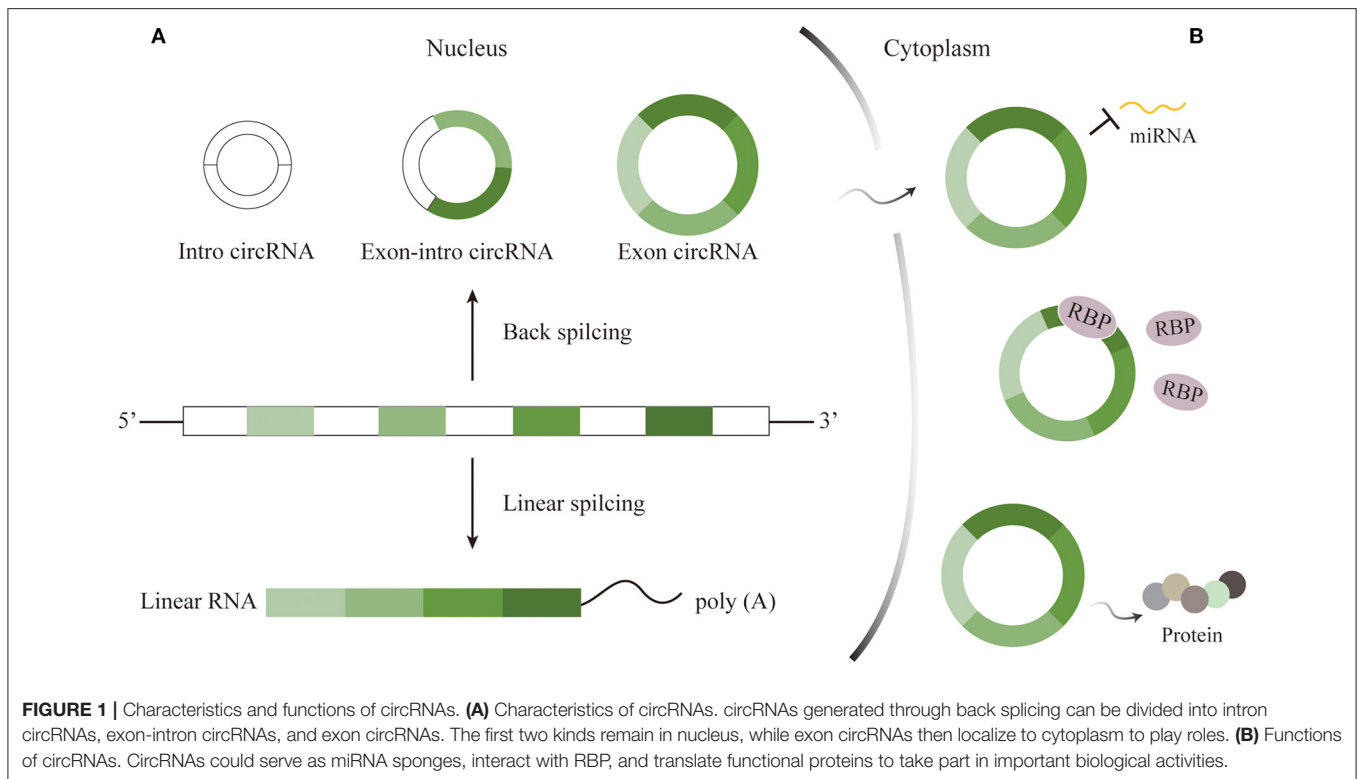 A
B
Nucleus
Cytoplasm
miRNA
Intro circRNA
Exon-intro circRNA
Exon circRNA
RBP
RBP
RBP
Back spilcing
5’
3’
Linear spilcing
Linear RNA
poly (A)
Protein
FIGURE 1 | Characteristics and functions of circRNAs. (A) Characteristics of circRNAs. circRNAs generated through back splicing can be divided into intron
circRNAs, exon-intron circRNAs, and exon circRNAs. The first two kinds remain in nucleus, while exon circRNAs then localize to cytoplasm to play roles. (B) Functions
of circRNAs. CircRNAs could serve as miRNA sponges, interact with RBP, and translate functional proteins to take part in important biological activities.